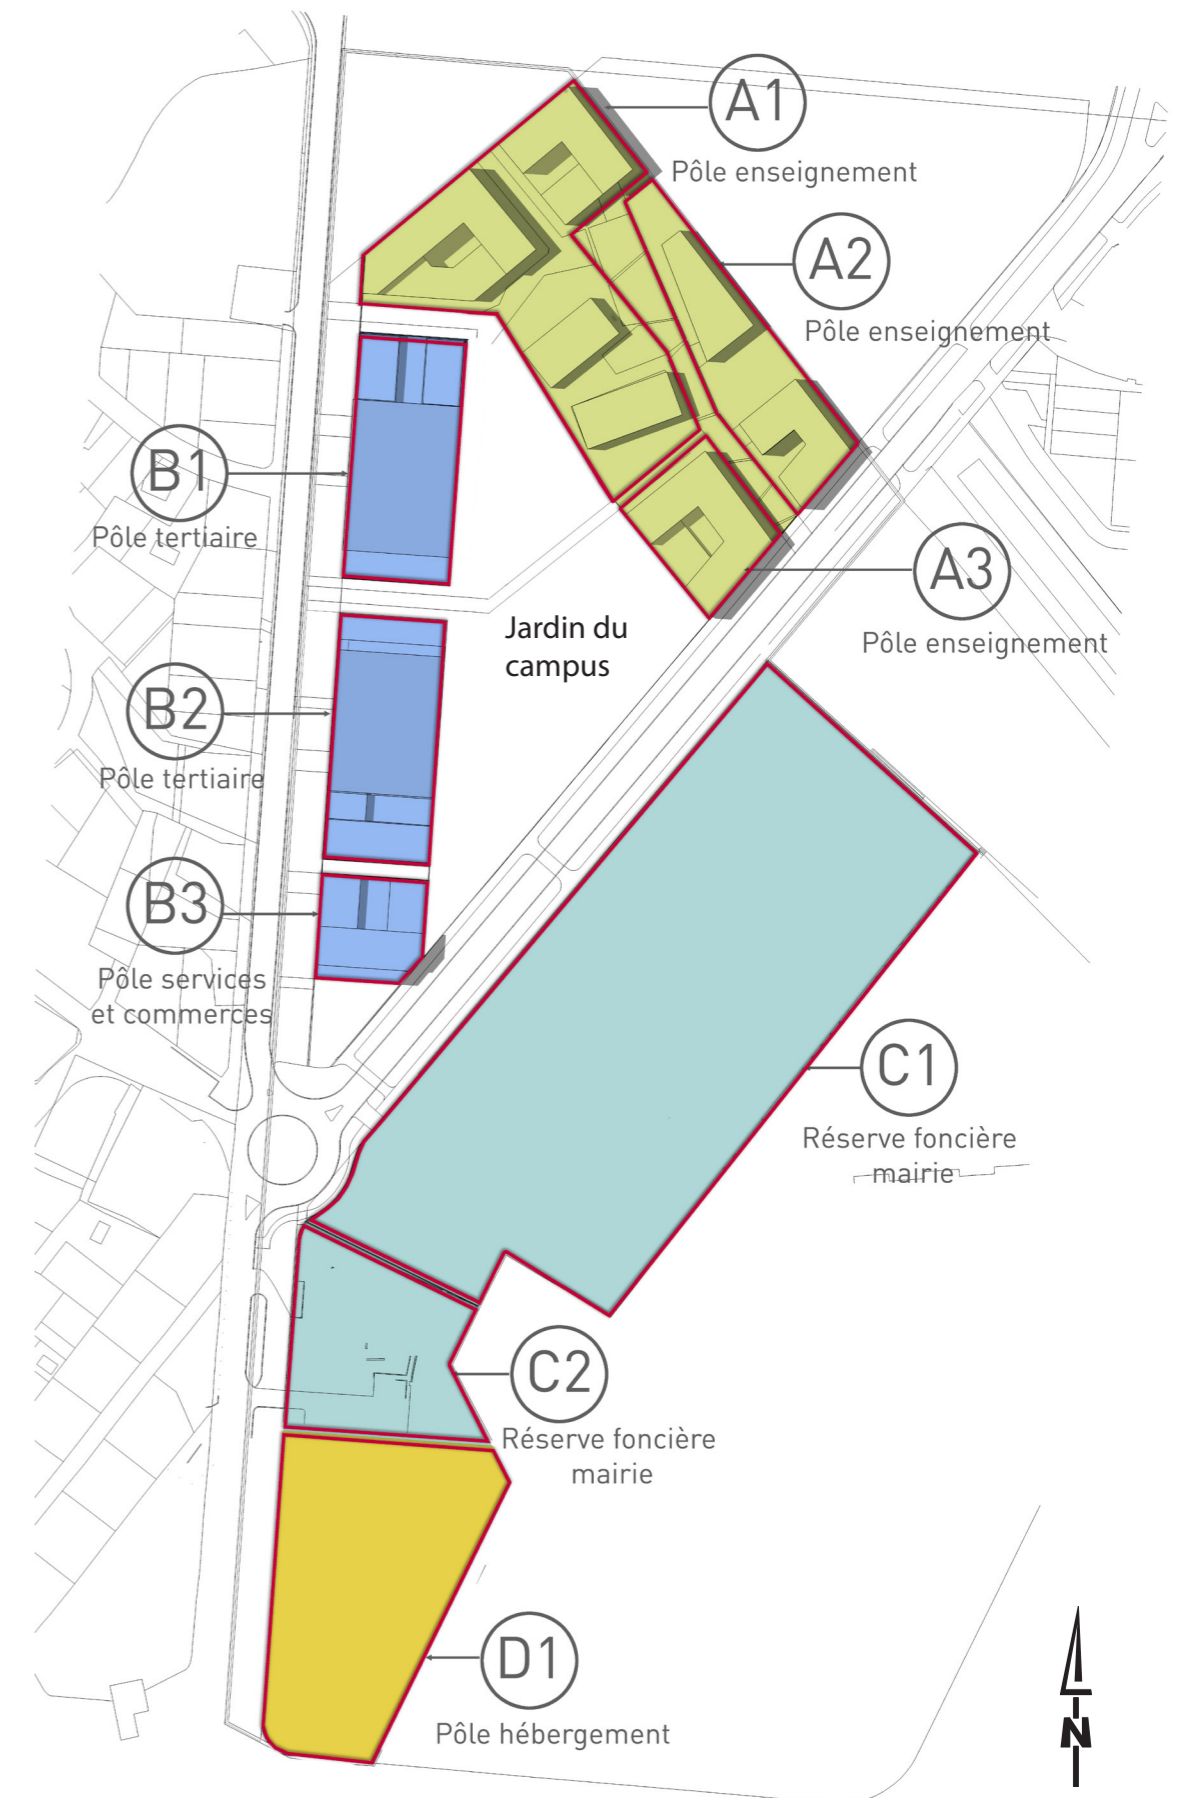 A1
Pôle enseignement
A2
Pôle enseignement
B1
Pôle tertiaire
A3
Pôle enseignement
Jardin du
campus
B2
Pôle tertiaire
B3
Pôle services
et commerces
C1
Réserve foncière
mairie
C2
Réserve foncière
mairie
D1
Pôle hébergement
N